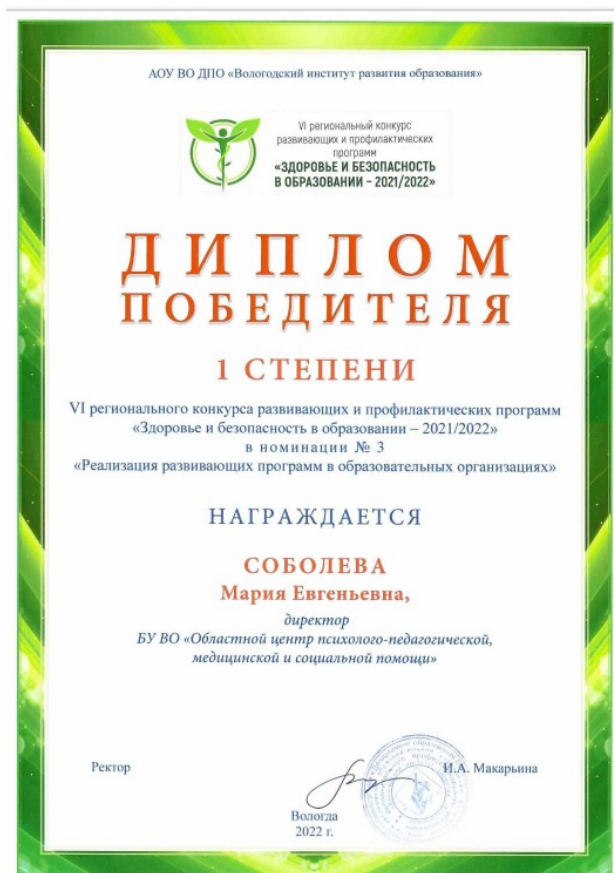 АОУ ВО ДПО «Вологодский институт развития образования»
VI региональный конкурс
развивающих и профилактических
программ
«ЗДОРОВЬЕ И БЕЗОПАСНОСТЬ
В ОБРАЗОВАНИИ – 2021/2022»
ДИПЛОМ
ПОБЕДИТЕЛЯ
1 СТЕПЕНИ
VI регионального конкурса развивающих и профилактических программ
«Здоровье и безопасность в образовании – 2021/2022»
в номинации № 3
«Реализация развивающих программ в образовательных организациях»
НАГРАЖДАЕТСЯ
СОБОЛЕВА
Мария Евгеньевна,
директор
БУ ВО «Областной центр психолого-педагогической,
медицинской и социальной помощи»
Ректор
И.А. Макарьина
Вологда
2022 г.